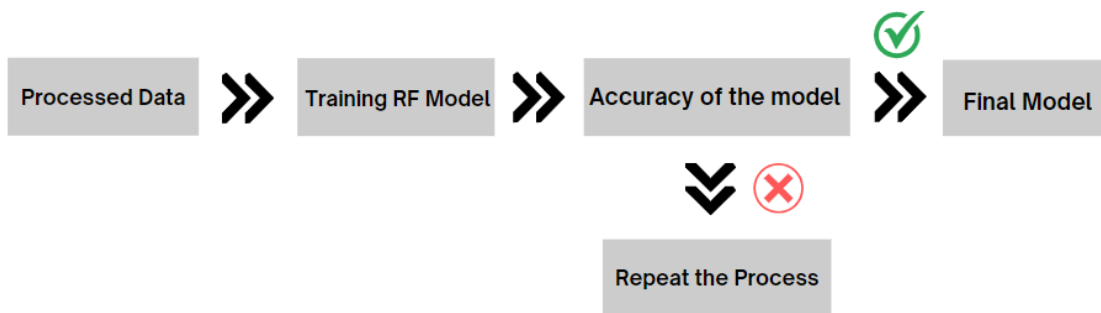 Processed Data
Training RF Model
Accuracy of the model
Final Model
Repeat the Process